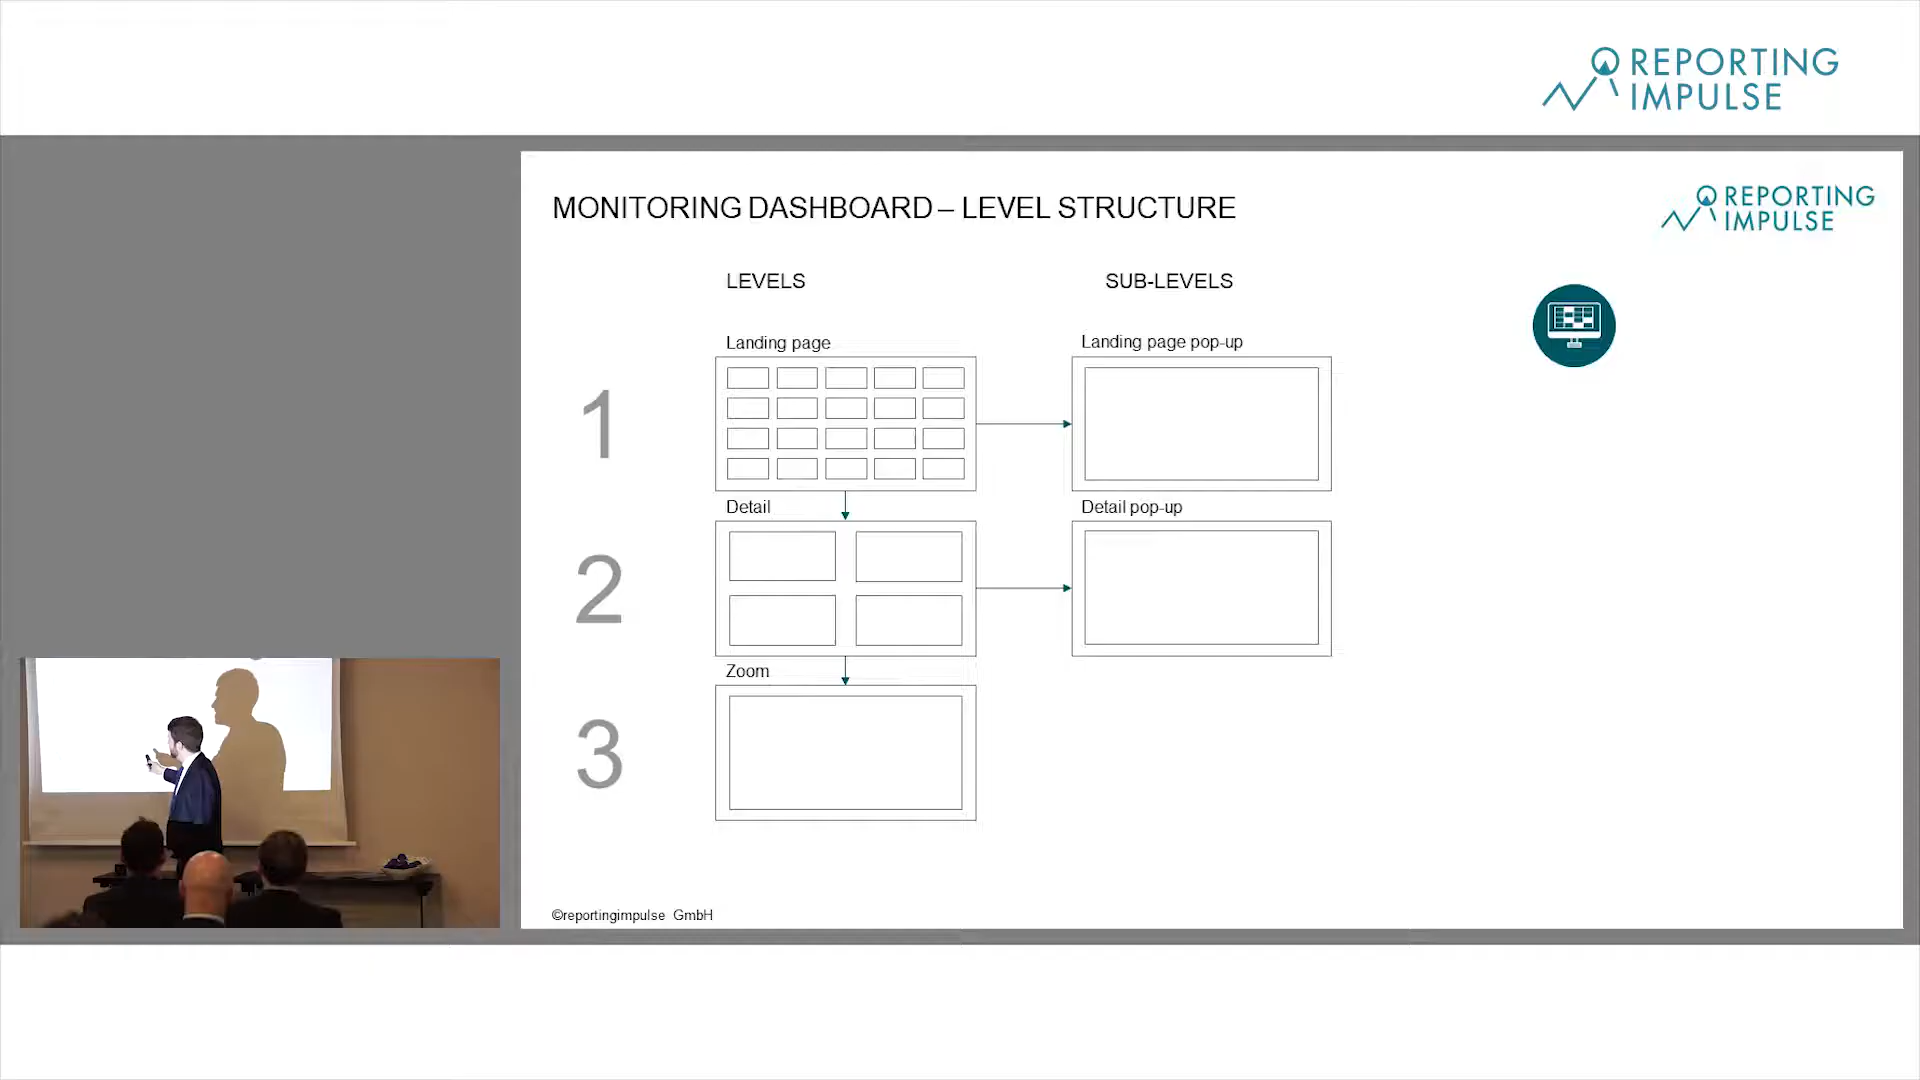 REPORTING
IMPULSE
MONITORING DASHBOARD – LEVEL STRUCTURE
REPORTING
IMPULSE
LEVELS
SUB-LEVELS
Landing page
Landing page pop-up
1
Detail
Detail pop-up
2
Zoom
3
©reportingimpulse GmbH